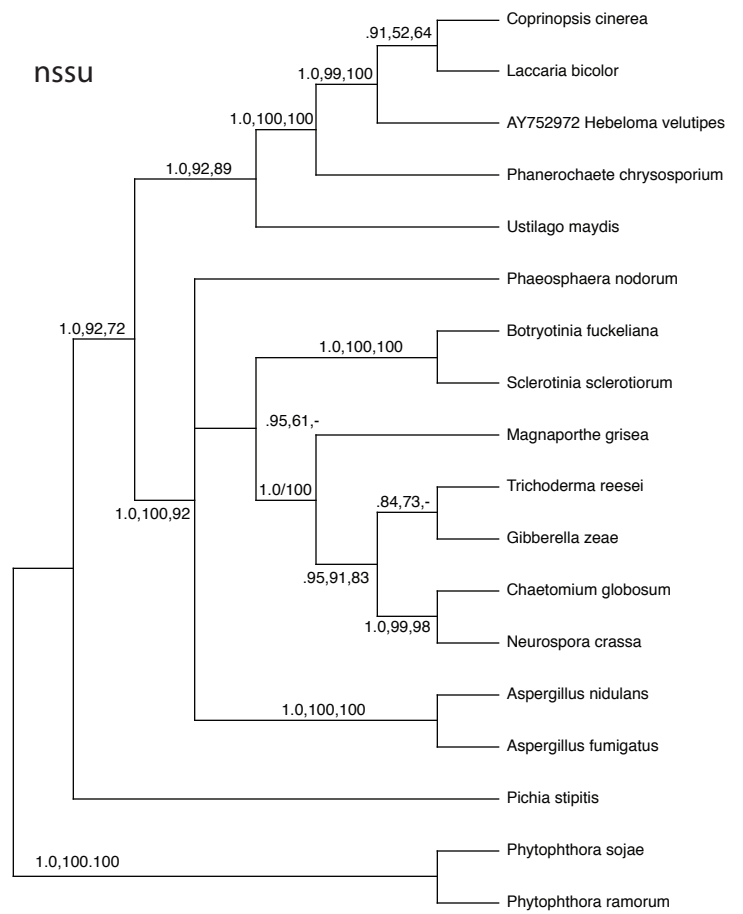 Coprinopsis cinerea
.91,52,64
nssu
Laccaria bicolor
1.0,99,100
1.0,100,100
AY752972 Hebeloma velutipes
1.0,92,89
Phanerochaete chrysosporium
Ustilago maydis
Phaeosphaera nodorum
1.0,92,72
Botryotinia fuckeliana
1.0,100,100
Sclerotinia sclerotiorum
.95,61,-
Magnaporthe grisea
1.0/100
Trichoderma reesei
.84,73,-
1.0,100,92
Gibberella zeae
.95,91,83
Chaetomium globosum
1.0,99,98
Neurospora crassa
Aspergillus nidulans
1.0,100,100
Aspergillus fumigatus
Pichia stipitis
1.0,100.100
Phytophthora sojae
Phytophthora ramorum